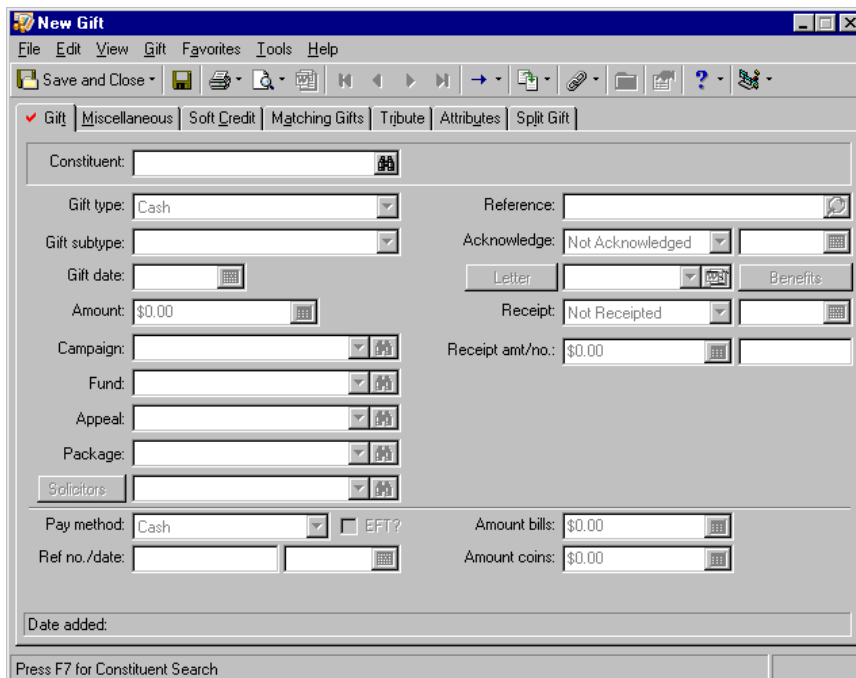 New Gift
File Edit View Gift Favorites Tools Help
Save and Close ?
Gift Miscellaneous Soft Credit Matching Gifts Tribute Attributes Split Gift
Constituent:
Gift type: Cash Reference:
Gift subtype: Acknowledge: Not Acknowledged
Gift date: Letter Benefits
Amount: $0.00 Receipt: Not Receipted
Campaign: Receipt amt/no.: $0.00
Fund:
Appeal:
Package:
Solicitors
Pay method: Cash EFT? Amount bills: $0.00
Ref no./date: Amount coins: $0.00
Date added:
Press F7 for Constituent Search